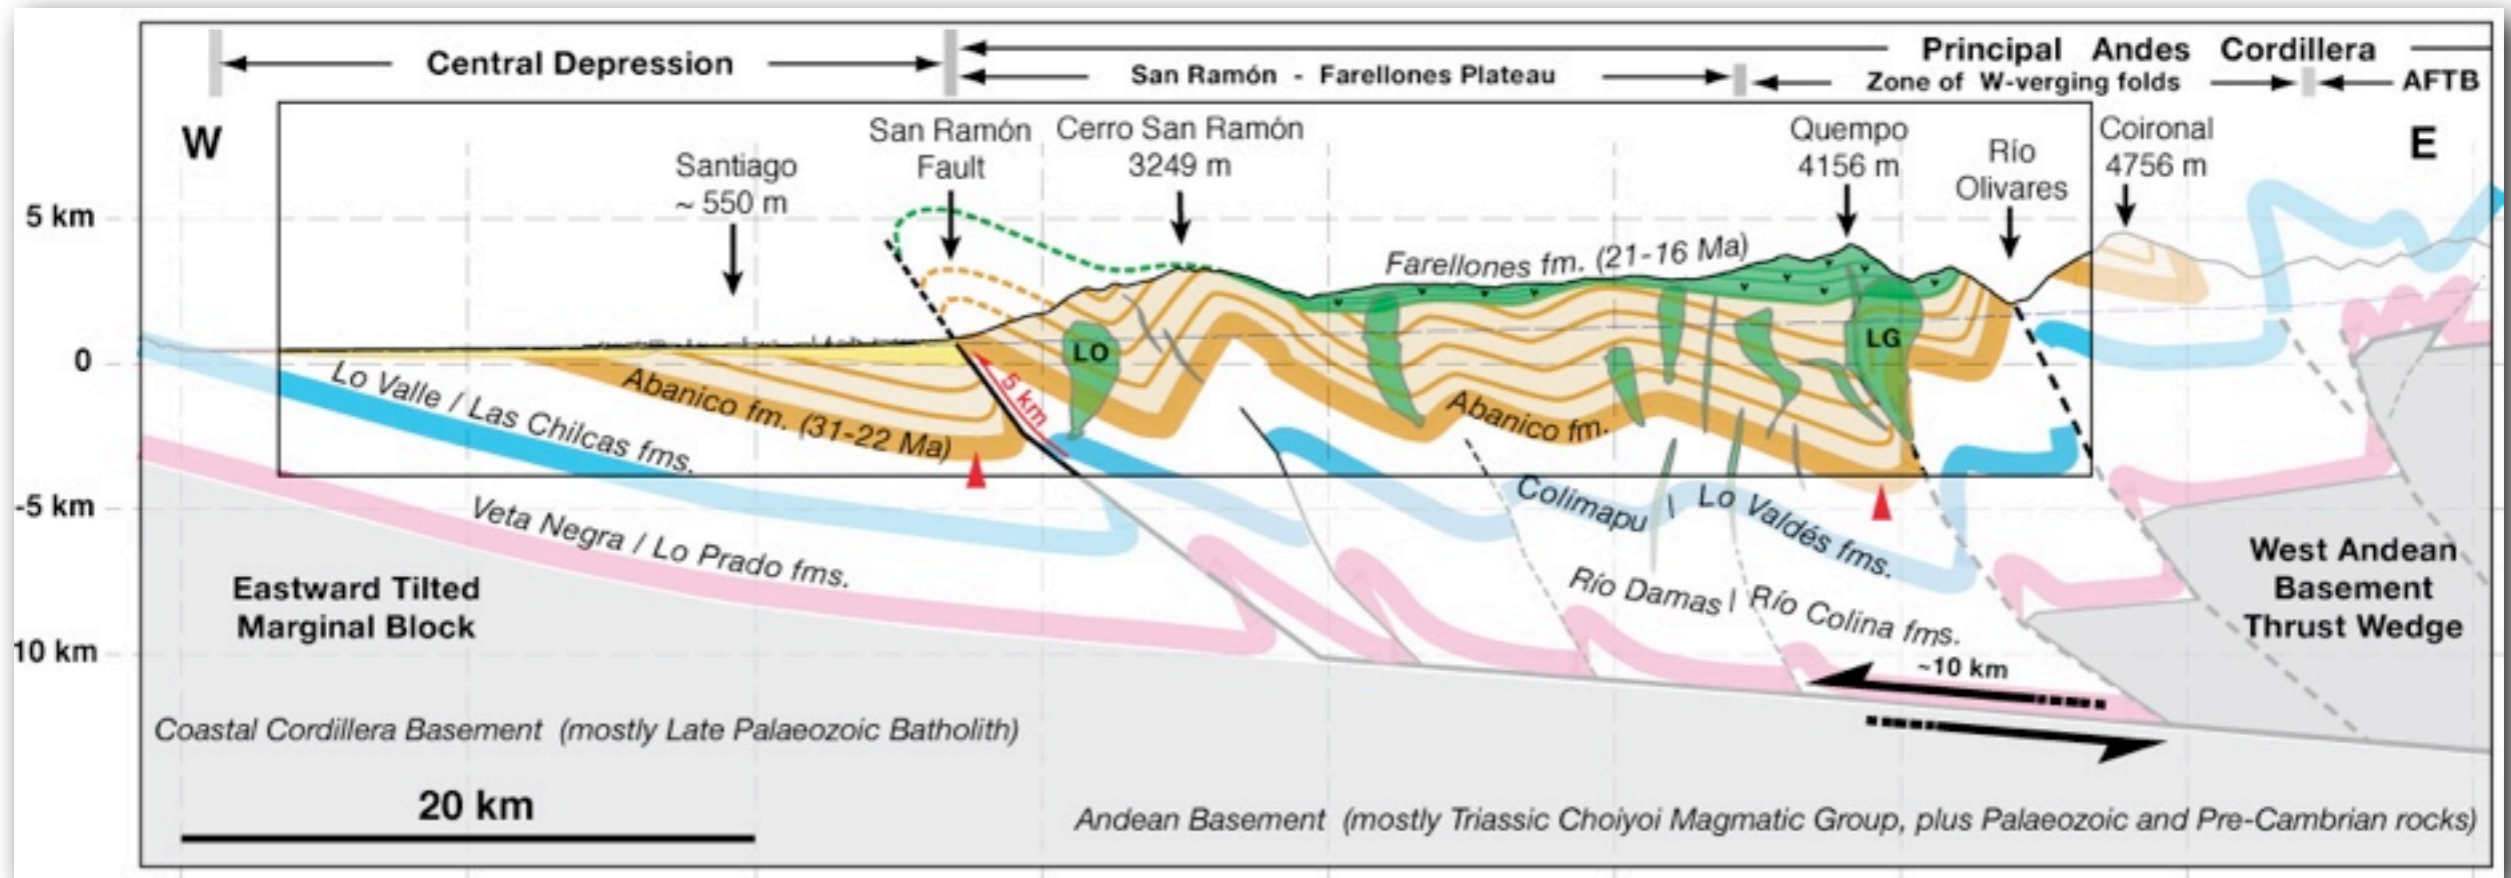 Central Depression
Principal Andes Cordillera
San Ramón - Farellones Plateau
Zone of W-verging folds
AFTB
W
E
Santiago
~ 550 m
San Ramón
Fault
Cerro San Ramón
3249 m
Quempo
4156 m
Río
Olivares
Coironal
4756 m
5 km
0
-5 km
10 km
Farellones fm. (21-16 Ma)
LO
LG
5 km
Lo Valle / Las Chilcas fms.
Abanico fm. (31-22 Ma)
Abanico fm.
Veta Negra / Lo Prado fms.
Colimapu | Lo Valdés fms.
Río Damas | Río Colina fms.
Eastward Tilted
Marginal Block
West Andean
Basement
Thrust Wedge
~10 km
Coastal Cordillera Basement (mostly Late Palaeozoic Batholith)
20 km
Andean Basement (mostly Triassic Choiyoi Magmatic Group, plus Palaeozoic and Pre-Cambrian rocks)